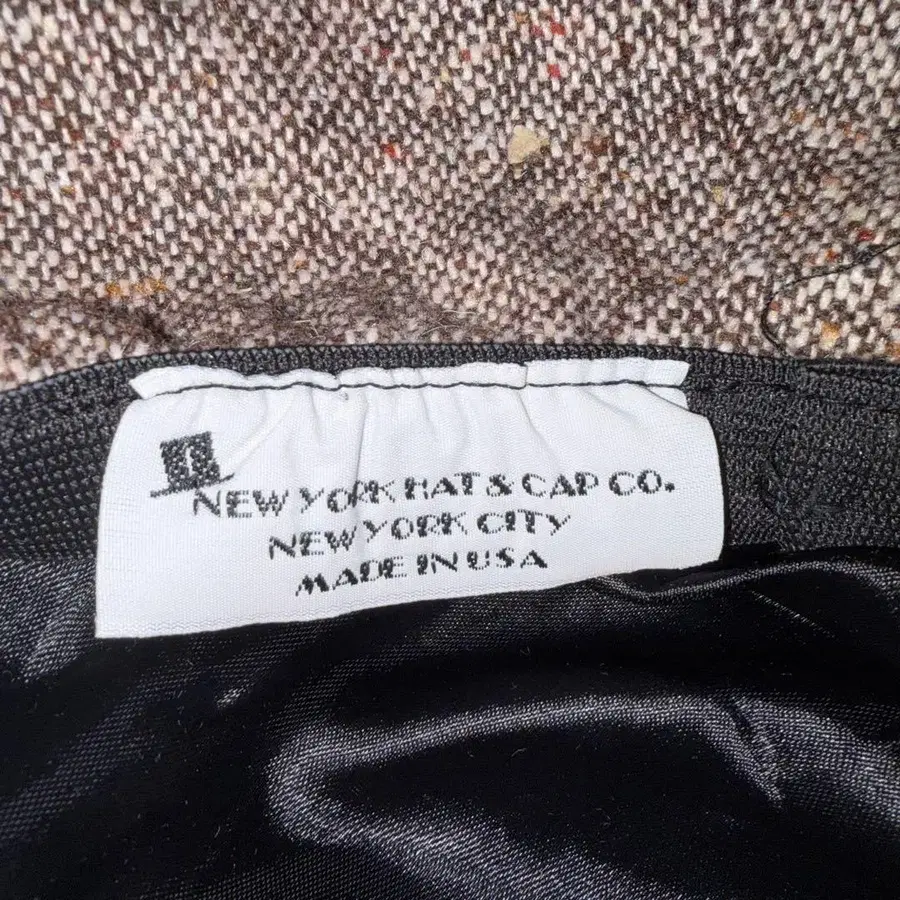 NEW YORK HAT & CAP CO.
NEW YORK CITY
MADE IN USA